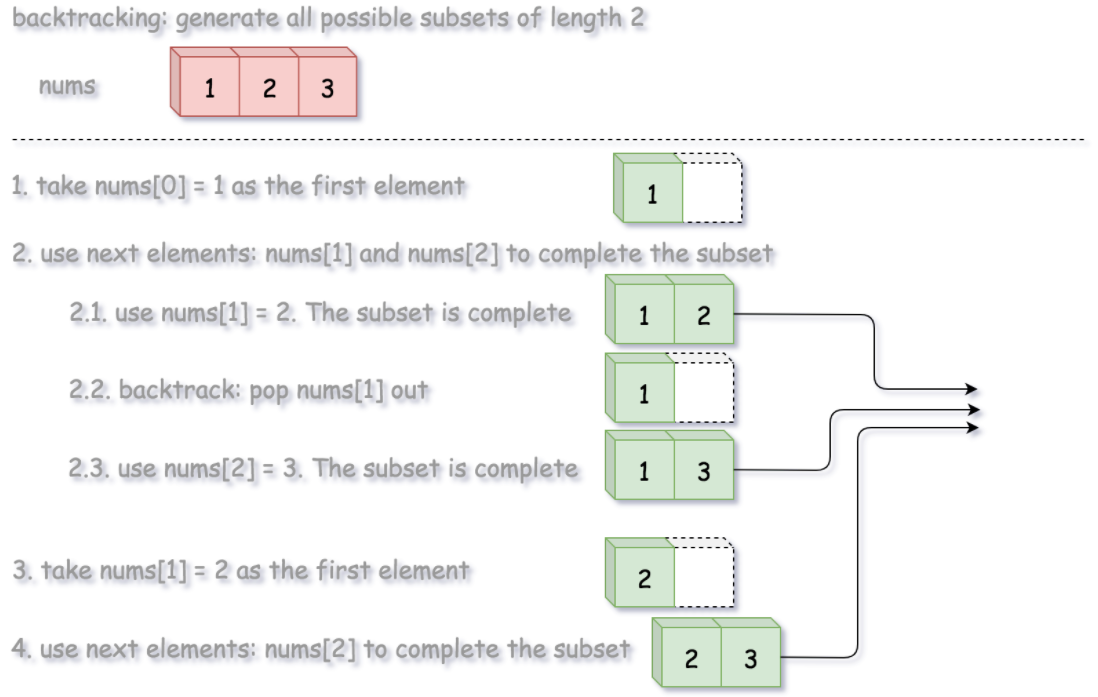 backtracking: generate all possible subsets of length 2
nums 1 2 3
1. take nums[0] = 1 as the first element 1
2. use next elements: nums[1] and nums[2] to complete the subset
2.1. use nums[1] = 2. The subset is complete 1 2
2.2. backtrack: pop nums[1] out 1
2.3. use nums[2] = 3. The subset is complete 1 3
3. take nums[1] = 2 as the first element 2
4. use next elements: nums[2] to complete the subset 2 3